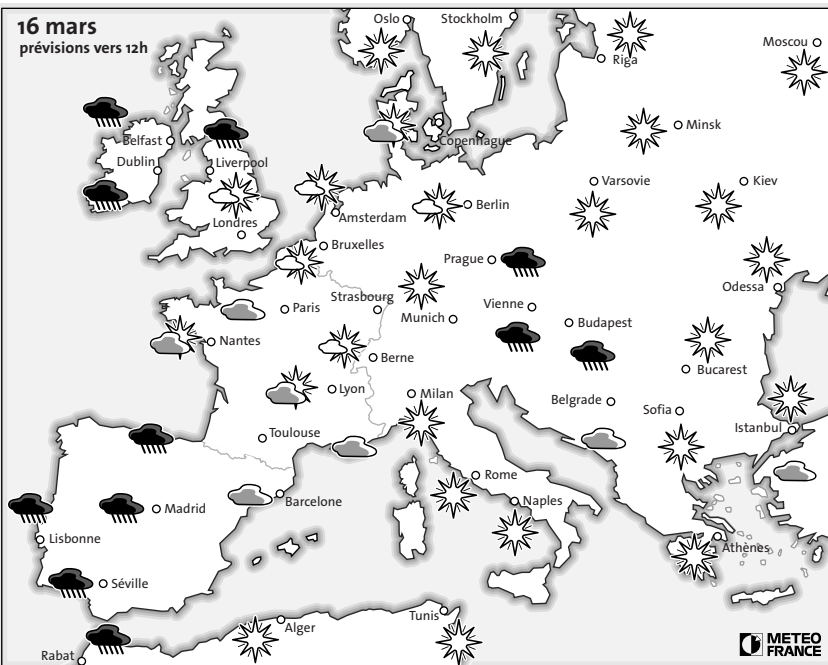 16 mars
prévisions vers 12h
Oslo
Stockholm
Riga
Moscou
Belfast
Dublin
Liverpool
Copenhague
Minsk
Londres
Amsterdam
Berlin
Varsovie
Kiev
Bruxelles
Prague
Odessa
Paris
Strasbourg
Munich
Vienne
Budapest
Nantes
Berne
Bucarest
Lyon
Milan
Belgrade
Sofia
Istanbul
Toulouse
Rome
Naples
Madrid
Barcelone
Lisbonne
Athènes
Séville
Alger
Tunis
Rabat
METEO
FRANCE